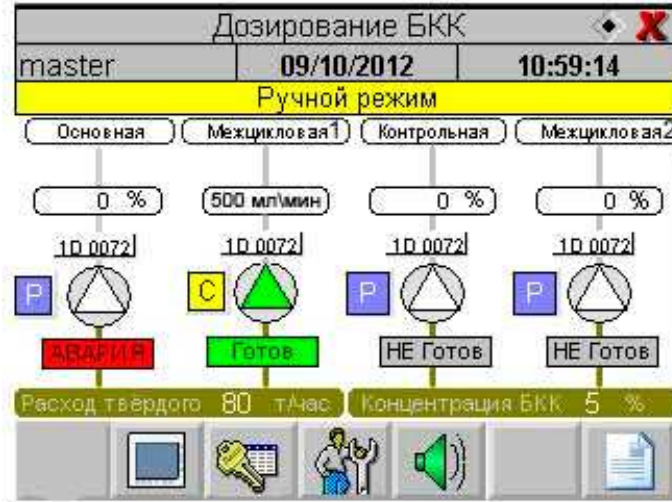 Дозирование БКК
master 09/10/2012 10:59:14
Ручной режим
Основная Межцикловая1 Контрольная Межцикловая2
0 % 500 мл\мин 0 % 0 %
1D 0072 1D 0072 1D 0072 1D 0072
P C P P
АВАРИЯ Готов НЕ Готов НЕ Готов
Расход твёрдого 80 т/час Концентрация БКК 5 %